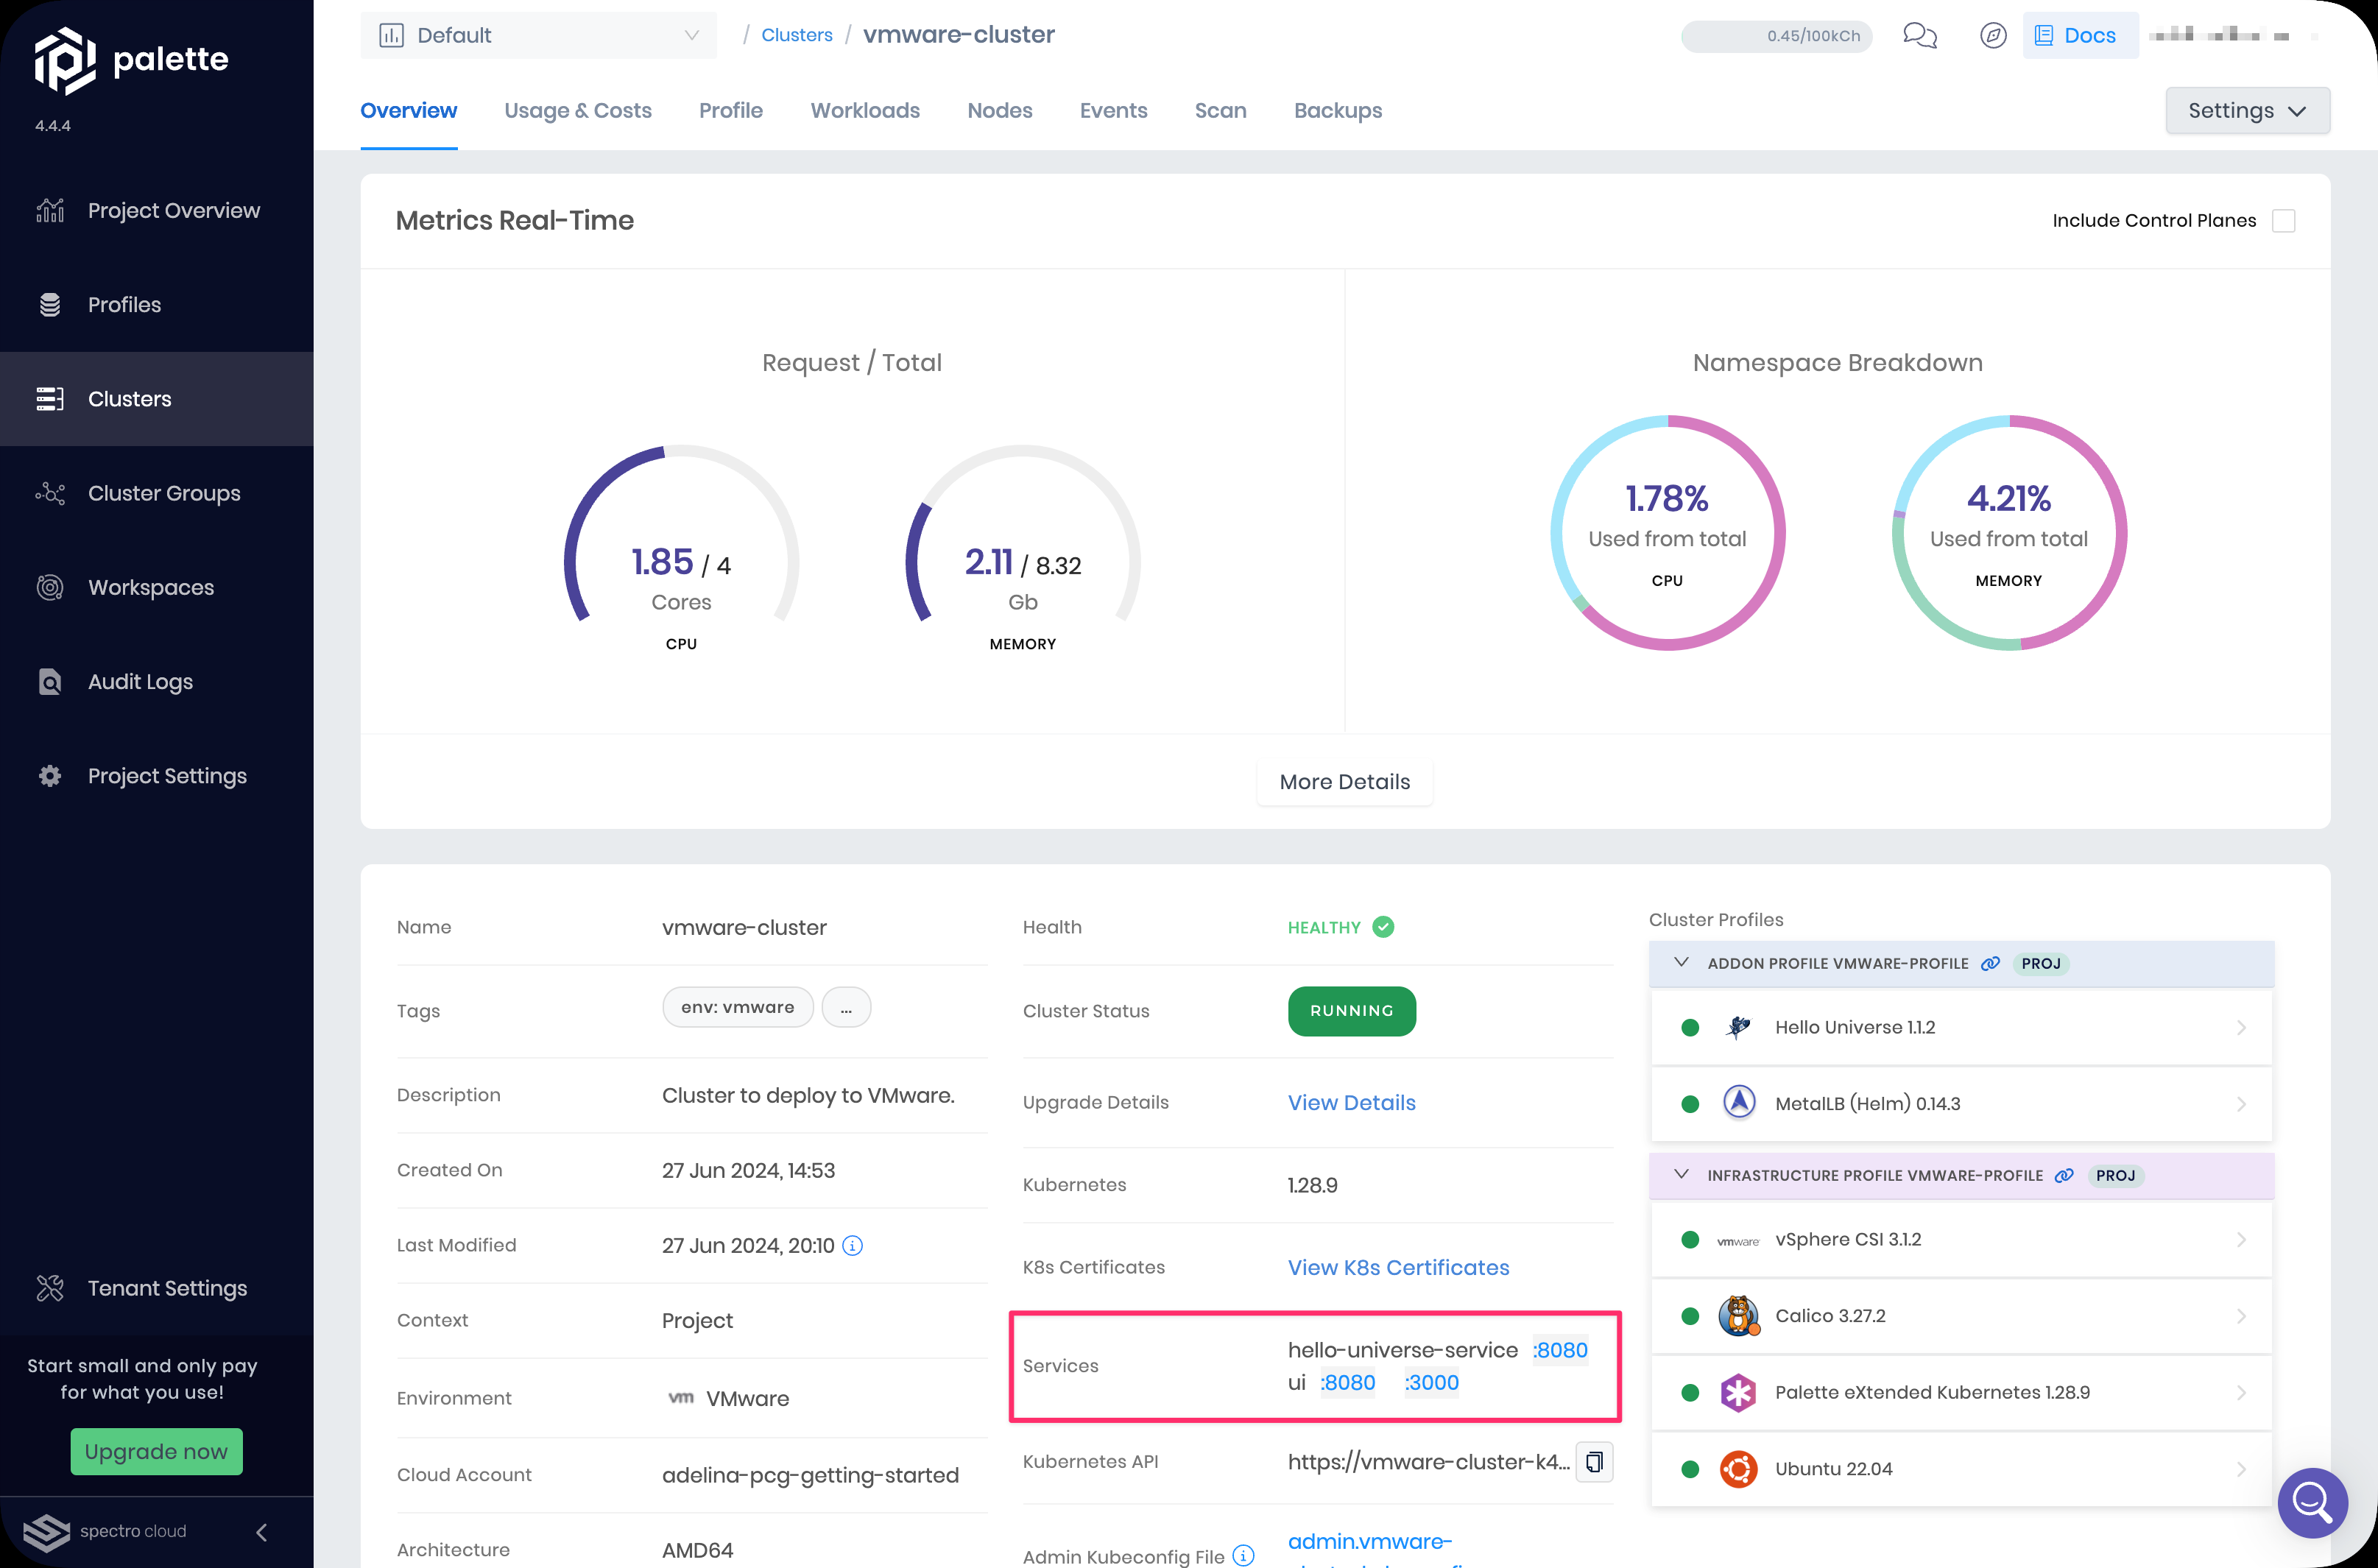 palette
4.4.4
Project Overview
Profiles
Clusters
Cluster Groups
Workspaces
Audit Logs
Project Settings
Tenant Settings
Start small and only pay
for what you use!
Upgrade now
spectro cloud
Default
/ Clusters / vmware-cluster
0.45/100kCh
Docs
Overview
Usage & Costs
Profile
Workloads
Nodes
Events
Scan
Backups
Settings
Metrics Real-Time
Include Control Planes
Request / Total
1.85 / 4
Cores
CPU
2.11 / 8.32
Gb
MEMORY
Namespace Breakdown
1.78%
Used from total
CPU
4.21%
Used from total
MEMORY
More Details
Name vmware-cluster
Tags env: vmware ...
Description Cluster to deploy to VMware.
Created On 27 Jun 2024, 14:53
Last Modified 27 Jun 2024, 20:10
Context Project
Environment vm VMware
Cloud Account adelina-pcg-getting-started
Architecture AMD64
Health HEALTHY
Cluster Status RUNNING
Upgrade Details View Details
Kubernetes 1.28.9
K8s Certificates View K8s Certificates
Services
hello-universe-service :8080
ui :8080 :3000
Kubernetes API https://vmware-cluster-k4...
Admin Kubeconfig File admin.vmware-
Cluster Profiles
ADDON PROFILE VMWARE-PROFILE PROJ
Hello Universe 1.1.2
MetalLB (Helm) 0.14.3
INFRASTRUCTURE PROFILE VMWARE-PROFILE PROJ
vmware vSphere CSI 3.1.2
Calico 3.27.2
Palette eXtended Kubernetes 1.28.9
Ubuntu 22.04